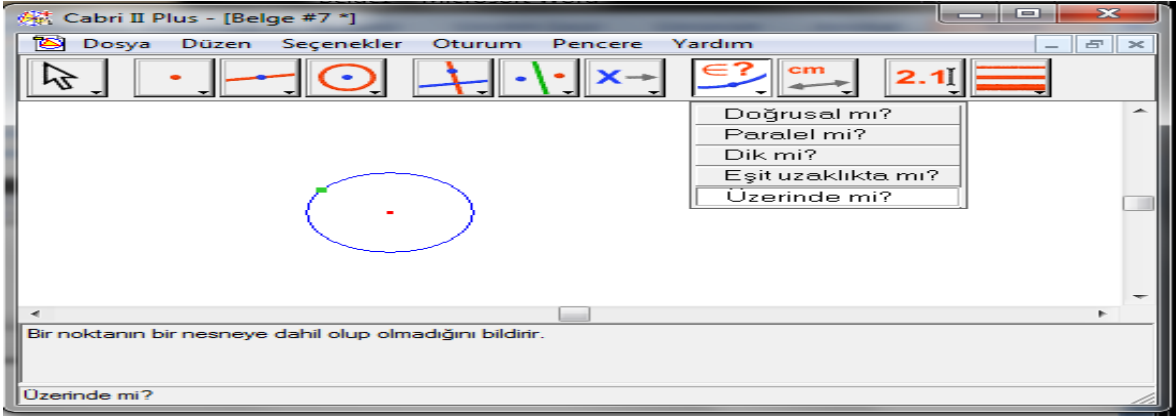 Cabri II Plus - [Belge #7 *]
Dosya Düzen Seçenekler Oturum Pencere Yardım
∈? cm 2.1
Doğrusal mı?
Paralel mi?
Dik mi?
Eşit uzaklıkta mı?
Üzerinde mi?
Bir noktanın bir nesneye dahil olup olmadığını bildirir.
Üzerinde mi?